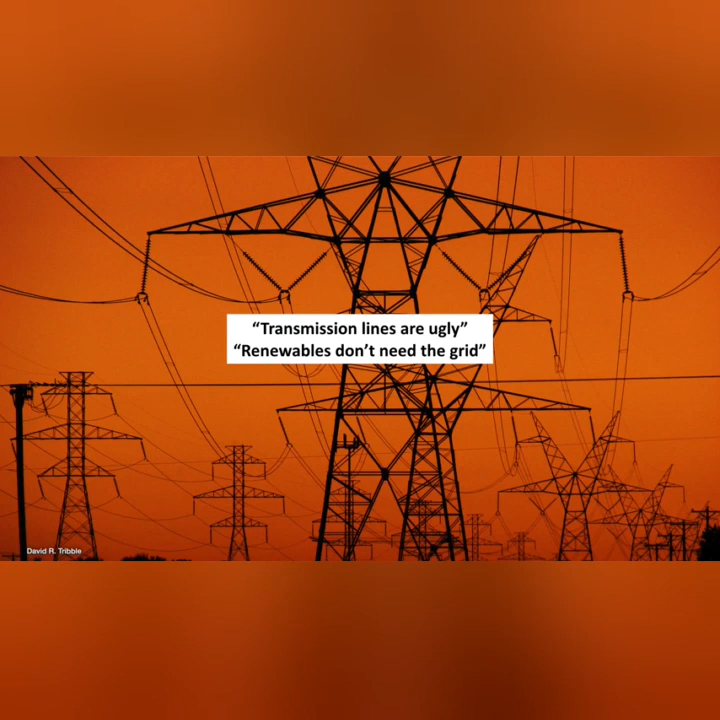 “Transmission lines are ugly”
“Renewables don’t need the grid”
David R. Tribble